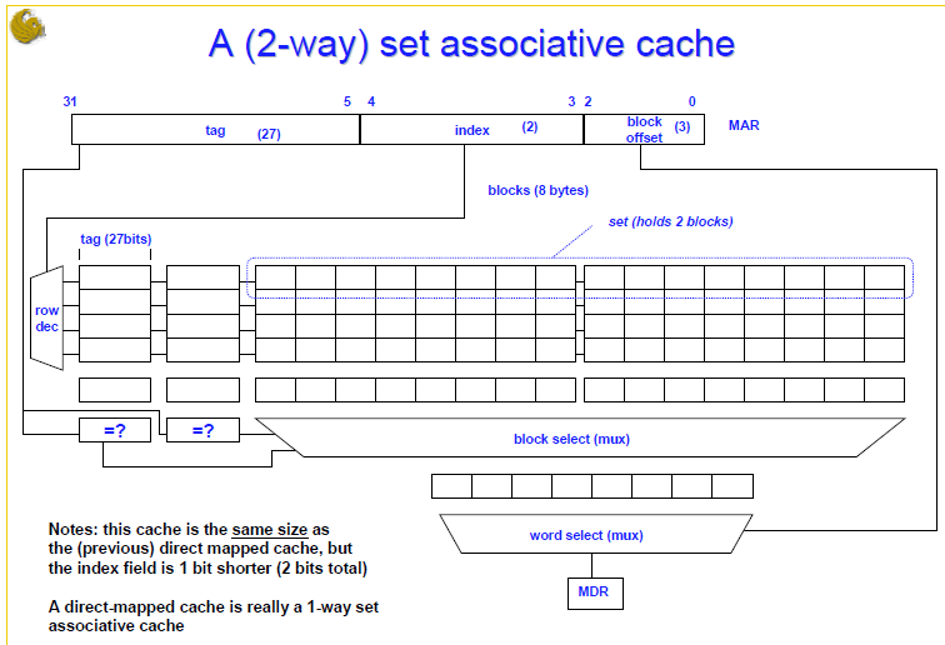 A (2-way) set associative cache
31 5 4 3 2 0
tag (27) index (2) block offset (3) MAR
blocks (8 bytes)
set (holds 2 blocks)
tag (27bits)
row
dec
=? =?
block select (mux)
word select (mux)
MDR
Notes: this cache is the same size as
the (previous) direct mapped cache, but
the index field is 1 bit shorter (2 bits total)
A direct-mapped cache is really a 1-way set
associative cache